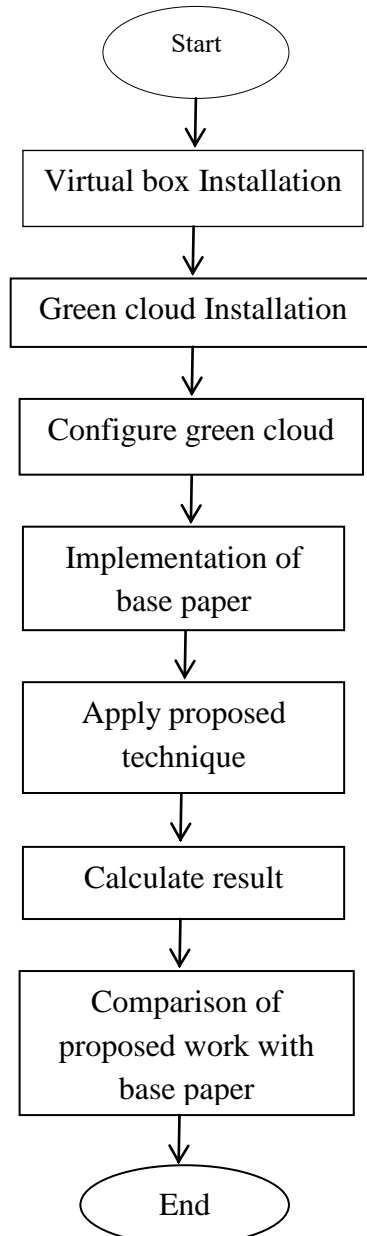 Start
Virtual box Installation
Green cloud Installation
Configure green cloud
Implementation of
base paper
Apply proposed
technique
Calculate result
Comparison of
proposed work with
base paper
End